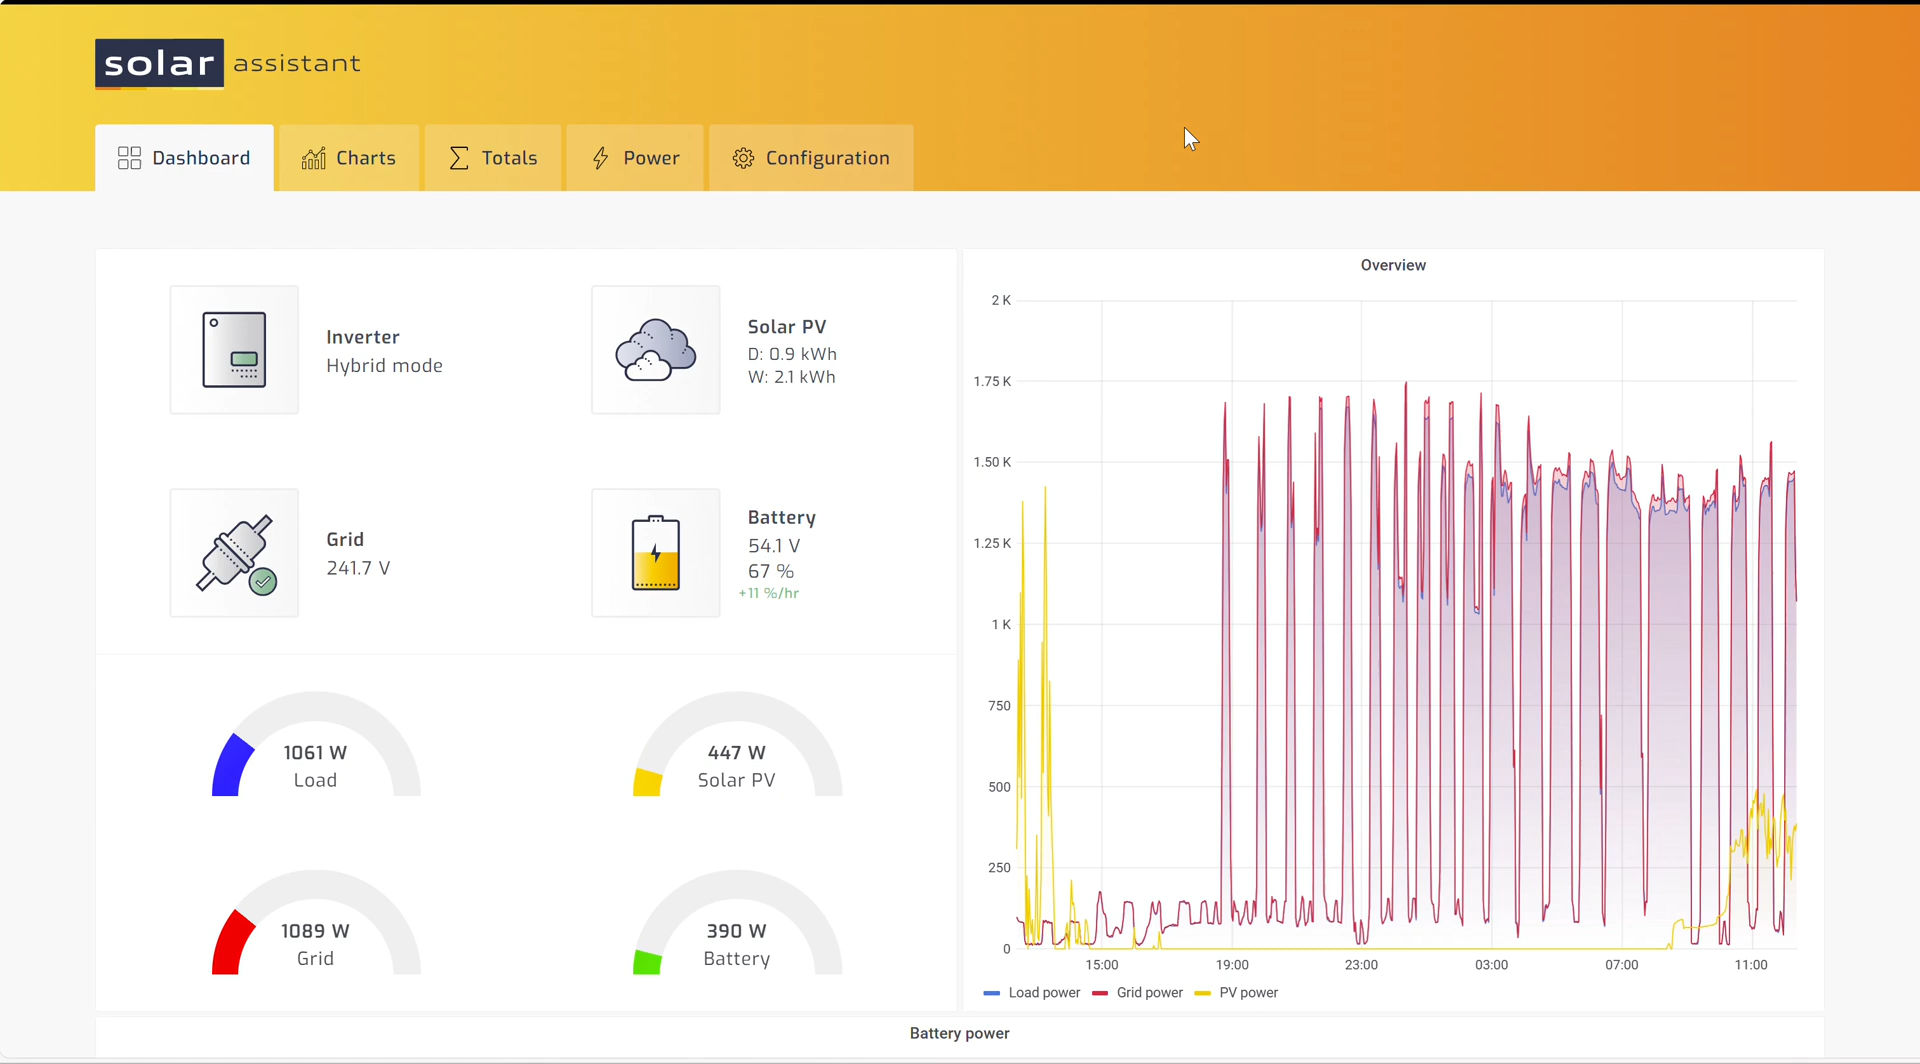 solar assistant
Dashboard
Charts
Totals
Power
Configuration
Inverter
Hybrid mode
Solar PV
D: 0.9 kWh
W: 2.1 kWh
Grid
241.7 V
Battery
54.1 V
67 %
+11 %/hr
1061 W
Load
447 W
Solar PV
1089 W
Grid
390 W
Battery
Overview
2 K
1.75 K
1.50 K
1.25 K
1 K
750
500
250
0
15:00 19:00 23:00 03:00 07:00 11:00
Load power Grid power PV power
Battery power